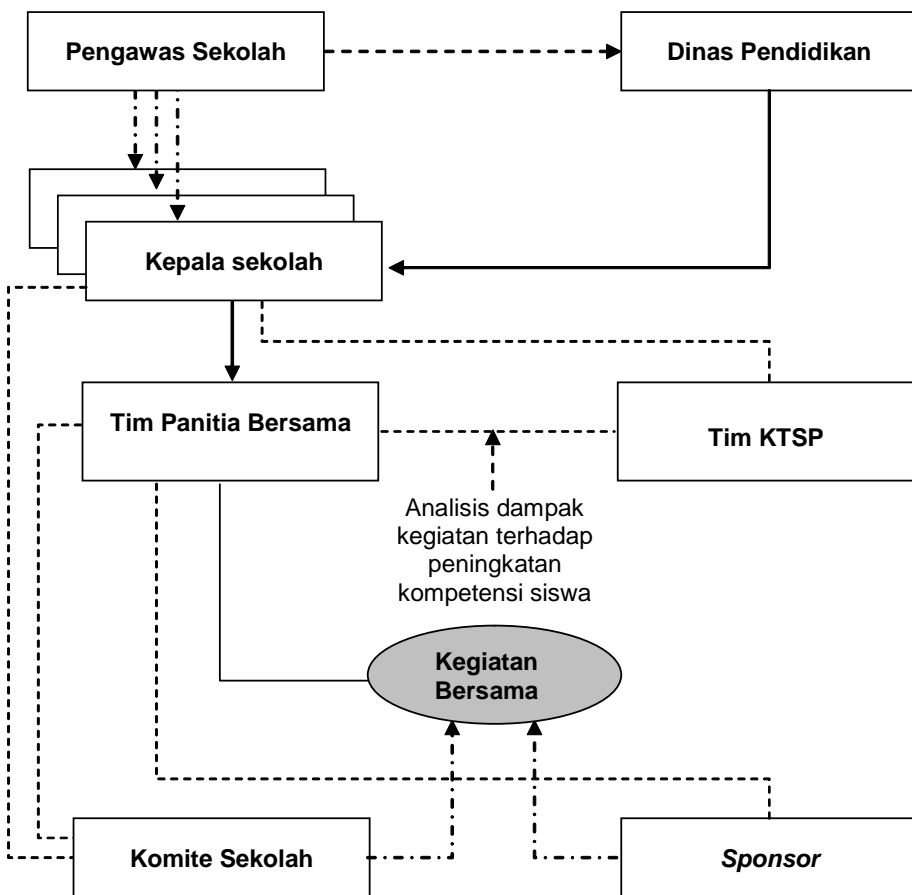 Pengawas Sekolah
Dinas Pendidikan
Kepala sekolah
Tim Panitia Bersama
Tim KTSP
Analisis dampak
kegiatan terhadap
peningkatan
kompetensi siswa
Kegiatan
Bersama
Komite Sekolah
Sponsor